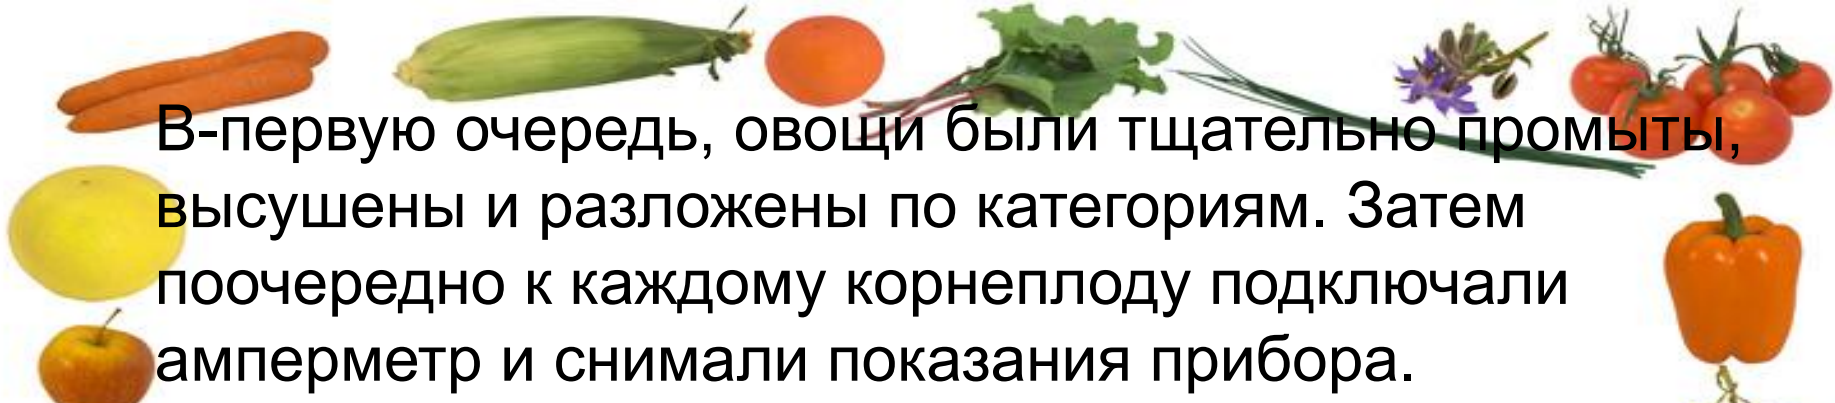 В-первую очередь, овощи были тщательно промыты,
высушены и разложены по категориям. Затем
поочередно к каждому корнеплоду подключали
амперметр и снимали показания прибора.